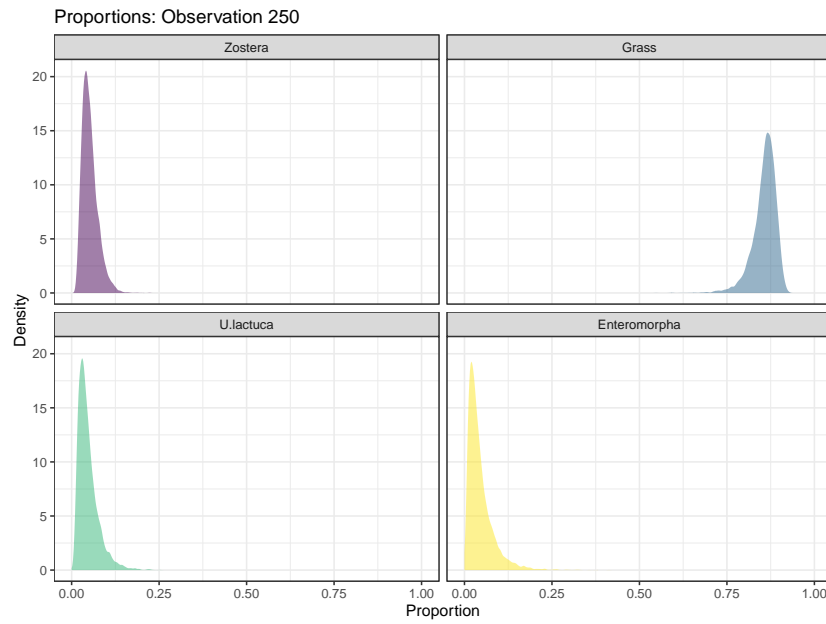 Proportions: Observation 250
Zostera
Grass
20
15
10
5
0
U.lactuca
Enteromorpha
20
15
10
5
0
Density
0.00 0.25 0.50 0.75 1.00 0.00 0.25 0.50 0.75 1.00
Proportion